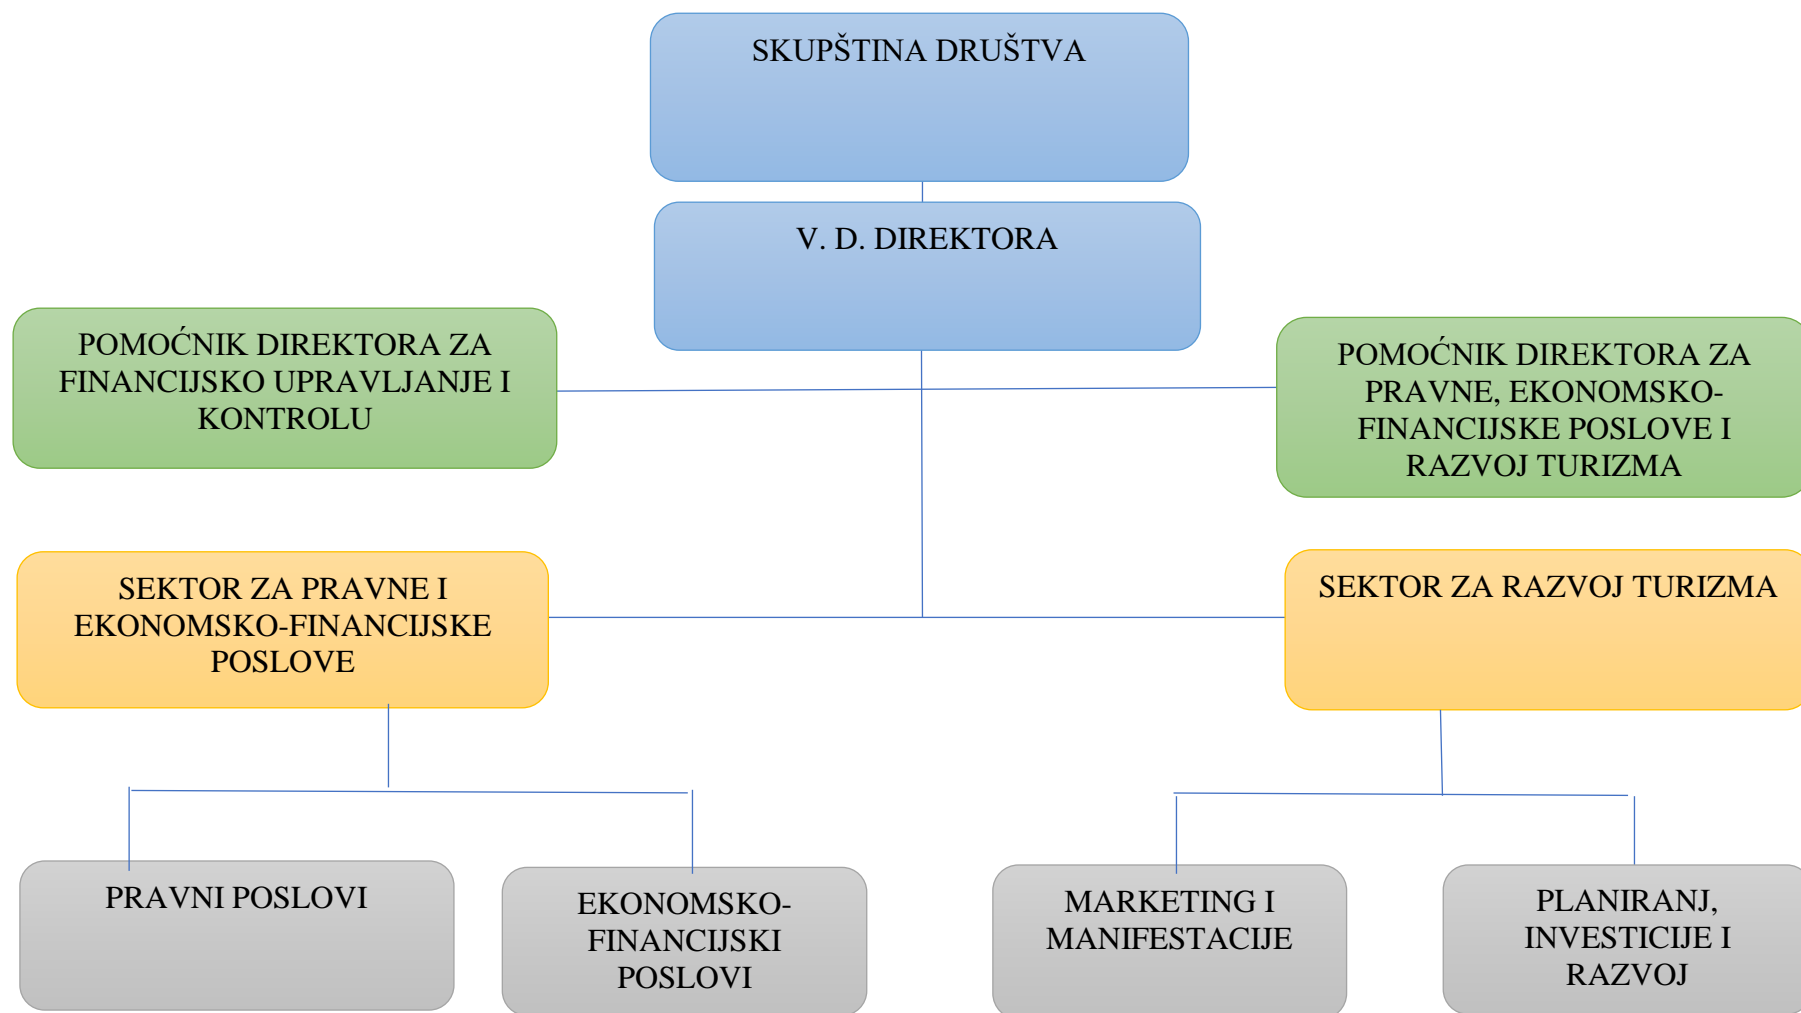 SKUPŠTINA DRUŠTVA
V. D. DIREKTORA
POMOĆNIK DIREKTORA ZA
FINANCIJSKO UPRAVLJANJE I
KONTROLU
POMOĆNIK DIREKTORA ZA
PRAVNE, EKONOMSKO-
FINANCIJSKE POSLOVE I
RAZVOJ TURIZMA
SEKTOR ZA PRAVNE I
EKONOMSKO-FINANCIJSKE
POSLOVE
SEKTOR ZA RAZVOJ TURIZMA
PRAVNI POSLOVI
EKONOMSKO-
FINANCIJSKI
POSLOVI
MARKETING I
MANIFESTACIJE
PLANIRANJ,
INVESTICIJE I
RAZVOJ